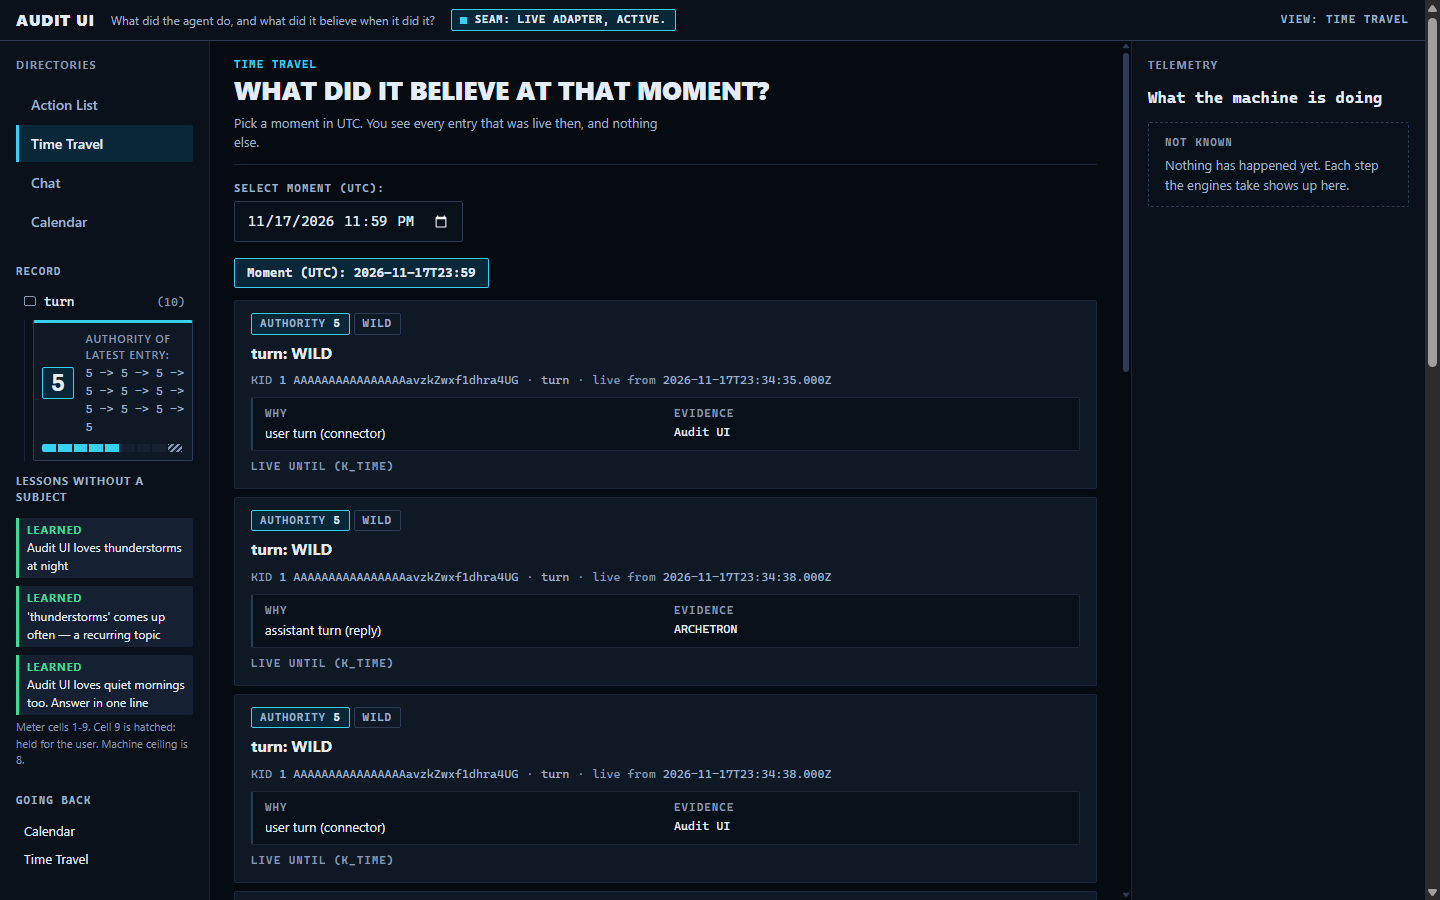 AUDIT UI
What did the agent do, and what did it believe when it did it?
SEAM: LIVE ADAPTER, ACTIVE.
VIEW: TIME TRAVEL
DIRECTORIES
Action List
Time Travel
Chat
Calendar
RECORD
turn (10)
5
AUTHORITY OF
LATEST ENTRY:
5 -> 5 -> 5 ->
5 -> 5 -> 5 ->
5 -> 5 -> 5 ->
5
LESSONS WITHOUT A
SUBJECT
LEARNED
Audit UI loves thunderstorms
at night
LEARNED
'thunderstorms' comes up
often — a recurring topic
LEARNED
Audit UI loves quiet mornings
too. Answer in one line
Meter cells 1-9. Cell 9 is hatched:
held for the user. Machine ceiling is
8.
GOING BACK
Calendar
Time Travel
TIME TRAVEL
WHAT DID IT BELIEVE AT THAT MOMENT?
Pick a moment in UTC. You see every entry that was live then, and nothing
else.
SELECT MOMENT (UTC):
11/17/2026 11:59 PM
Moment (UTC): 2026-11-17T23:59
AUTHORITY 5 WILD
turn: WILD
KID 1 AAAAAAAAAAAAAAAAavzkZwxf1dhra4UG · turn · live from 2026-11-17T23:34:35.000Z
WHY EVIDENCE
user turn (connector) Audit UI
LIVE UNTIL (K_TIME)
AUTHORITY 5 WILD
turn: WILD
KID 1 AAAAAAAAAAAAAAAAavzkZwxf1dhra4UG · turn · live from 2026-11-17T23:34:38.000Z
WHY EVIDENCE
assistant turn (reply) ARCHETRON
LIVE UNTIL (K_TIME)
AUTHORITY 5 WILD
turn: WILD
KID 1 AAAAAAAAAAAAAAAAavzkZwxf1dhra4UG · turn · live from 2026-11-17T23:34:38.000Z
WHY EVIDENCE
user turn (connector) Audit UI
LIVE UNTIL (K_TIME)
TELEMETRY
What the machine is doing
NOT KNOWN
Nothing has happened yet. Each step
the engines take shows up here.